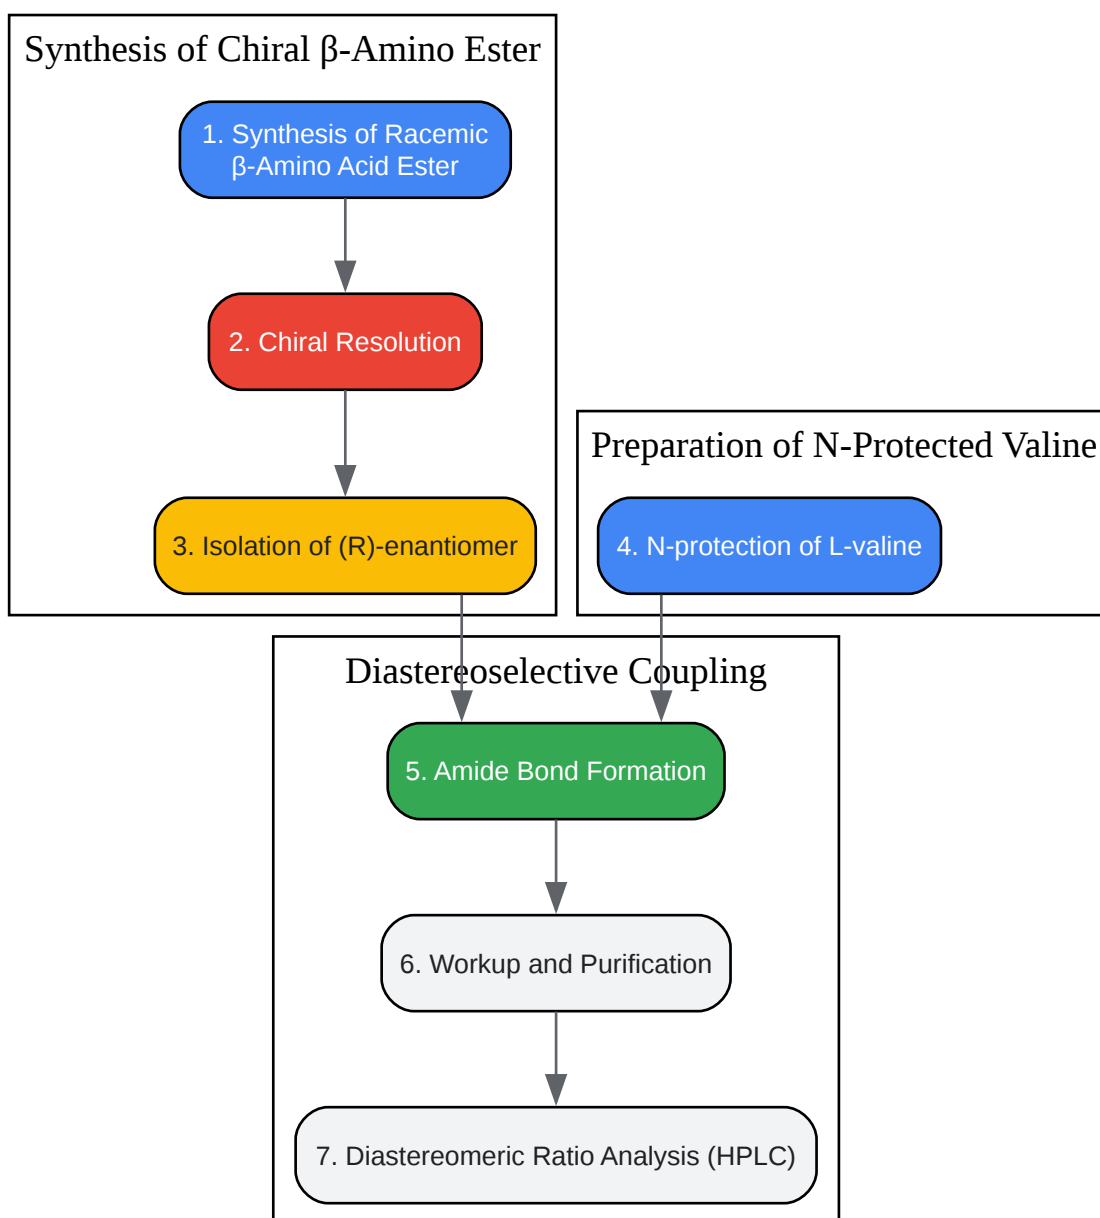 Synthesis of Chiral β-Amino Ester
1. Synthesis of Racemic
β-Amino Acid Ester
2. Chiral Resolution
3. Isolation of (R)-enantiomer
Preparation of N-Protected Valine
4. N-protection of L-valine
Diastereoselective Coupling
5. Amide Bond Formation
6. Workup and Purification
7. Diastereomeric Ratio Analysis (HPLC)